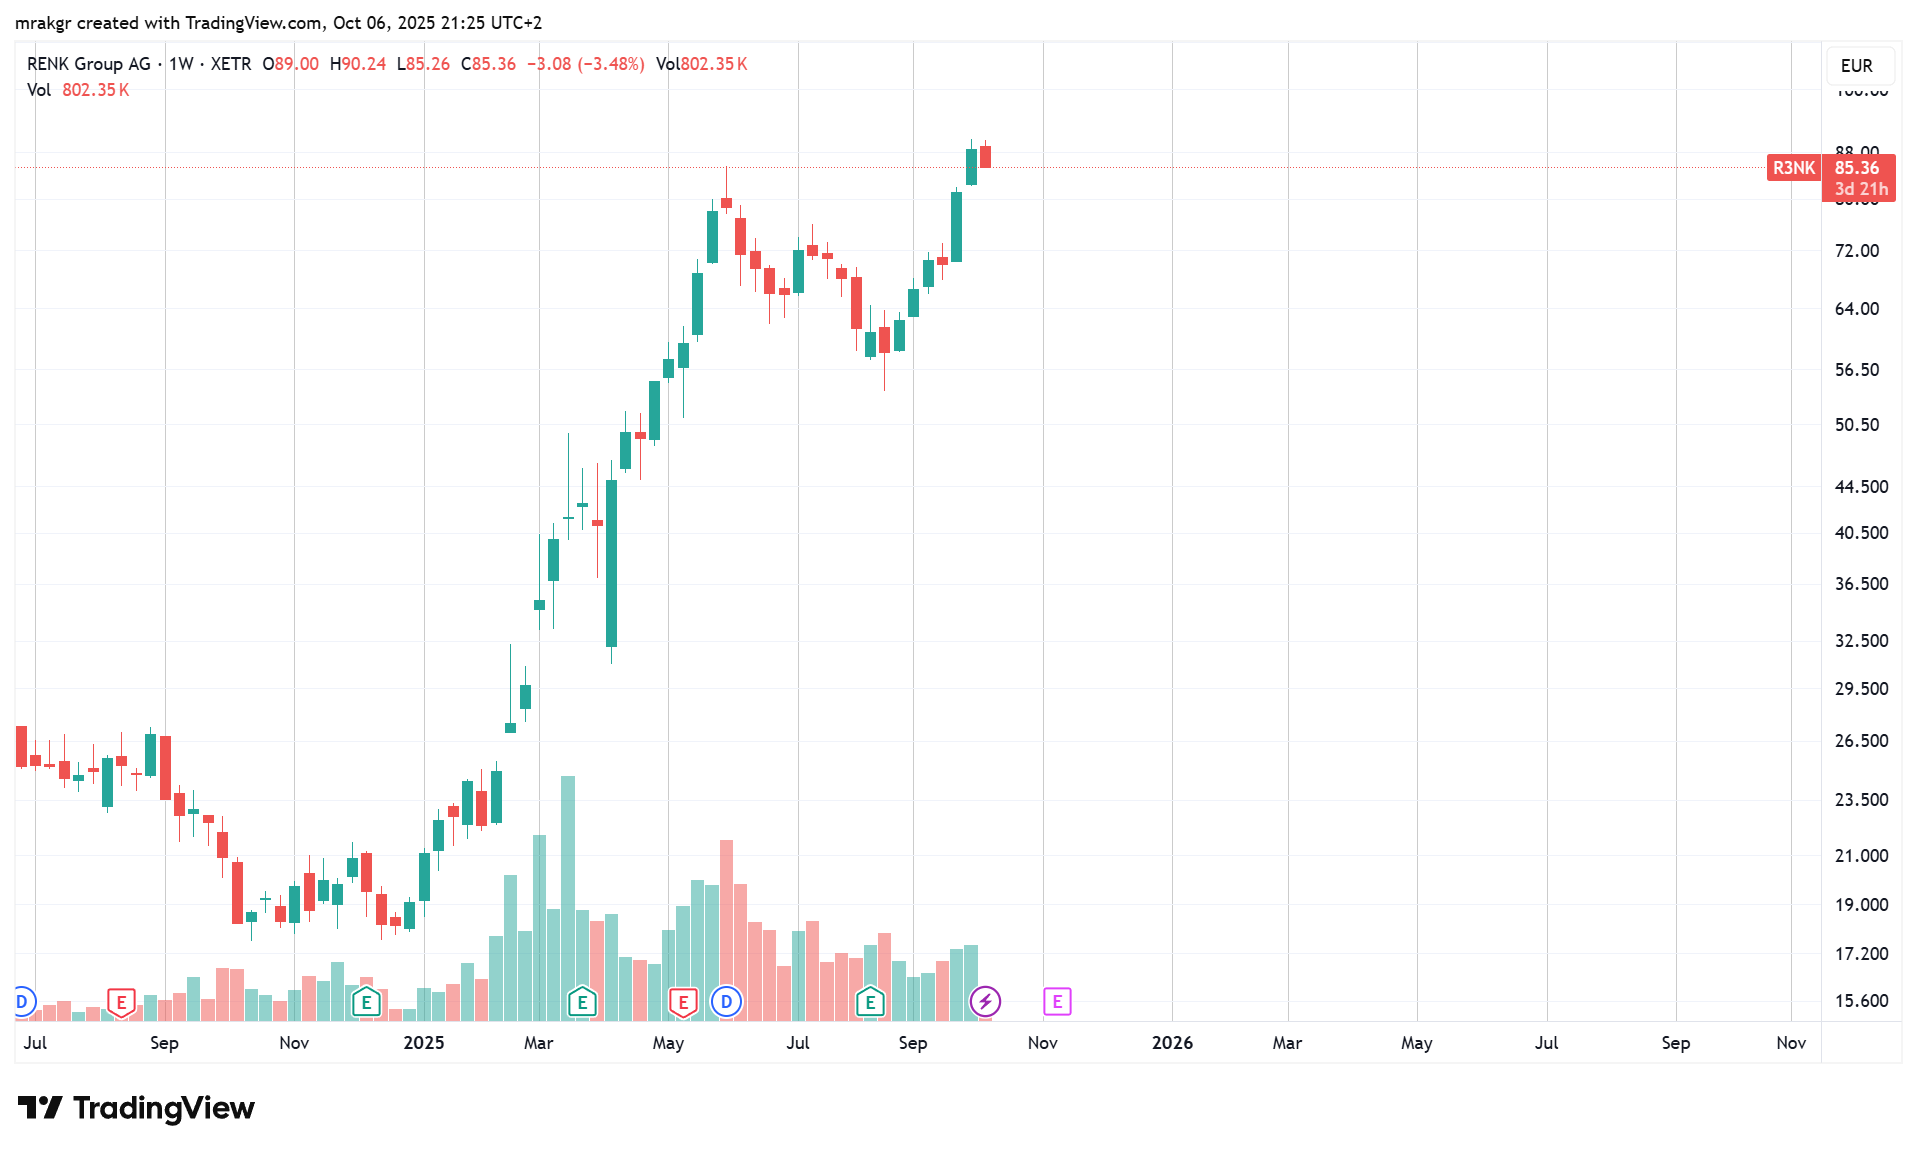 mrakgr created with TradingView.com, Oct 06, 2025 21:25 UTC+2
RENK Group AG · 1W · XETR O89.00 H90.24 L85.26 C85.36 −3.08 (−3.48%) Vol802.35K
Vol 802.35K
EUR
88.00
R3NK 85.36
3d 21h
72.00
64.00
56.50
50.50
44.500
40.500
36.500
32.500
29.500
26.500
23.500
21.000
19.000
17.200
15.600
D E E E E D E E
Jul Sep Nov 2025 Mar May Jul Sep Nov 2026 Mar May Jul Sep Nov
TradingView